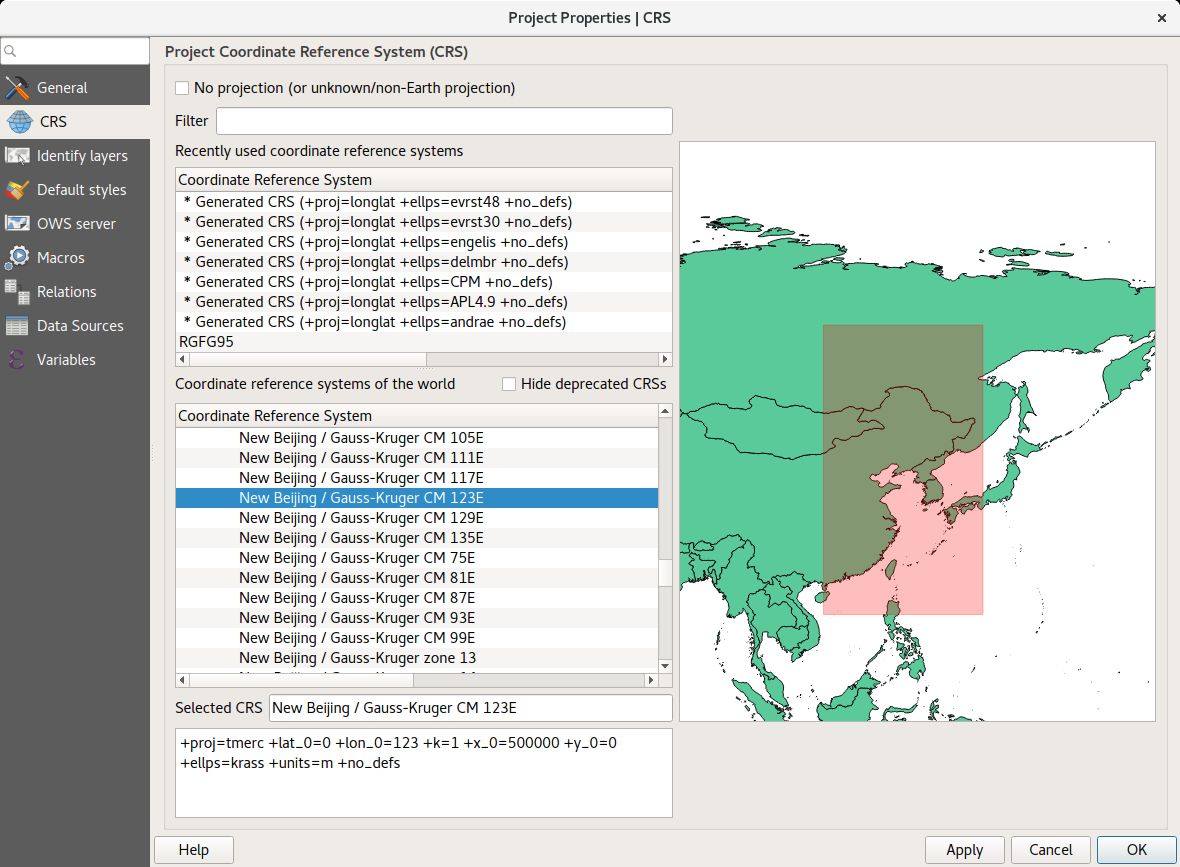 Project Properties | CRS
General
CRS
Identify layers
Default styles
OWS server
Macros
Relations
Data Sources
Variables
Project Coordinate Reference System (CRS)
No projection (or unknown/non-Earth projection)
Filter
Recently used coordinate reference systems
Coordinate Reference System
* Generated CRS (+proj=longlat +ellps=evrst48 +no_defs)
* Generated CRS (+proj=longlat +ellps=evrst30 +no_defs)
* Generated CRS (+proj=longlat +ellps=engelis +no_defs)
* Generated CRS (+proj=longlat +ellps=delmbr +no_defs)
* Generated CRS (+proj=longlat +ellps=CPM +no_defs)
* Generated CRS (+proj=longlat +ellps=APL4.9 +no_defs)
* Generated CRS (+proj=longlat +ellps=andrae +no_defs)
RGFG95
Coordinate reference systems of the world
Hide deprecated CRSs
Coordinate Reference System
New Beijing / Gauss-Kruger CM 105E
New Beijing / Gauss-Kruger CM 111E
New Beijing / Gauss-Kruger CM 117E
New Beijing / Gauss-Kruger CM 123E
New Beijing / Gauss-Kruger CM 129E
New Beijing / Gauss-Kruger CM 135E
New Beijing / Gauss-Kruger CM 75E
New Beijing / Gauss-Kruger CM 81E
New Beijing / Gauss-Kruger CM 87E
New Beijing / Gauss-Kruger CM 93E
New Beijing / Gauss-Kruger CM 99E
New Beijing / Gauss-Kruger zone 13
Selected CRS
New Beijing / Gauss-Kruger CM 123E
+proj=tmerc +lat_0=0 +lon_0=123 +k=1 +x_0=500000 +y_0=0
+ellps=krass +units=m +no_defs
Help
Apply
Cancel
OK